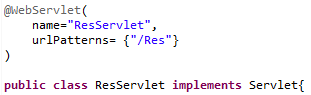 @WebServlet(
name="ResServlet",
urlPatterns= {"/Res"}
)
public class ResServlet implements Servlet{